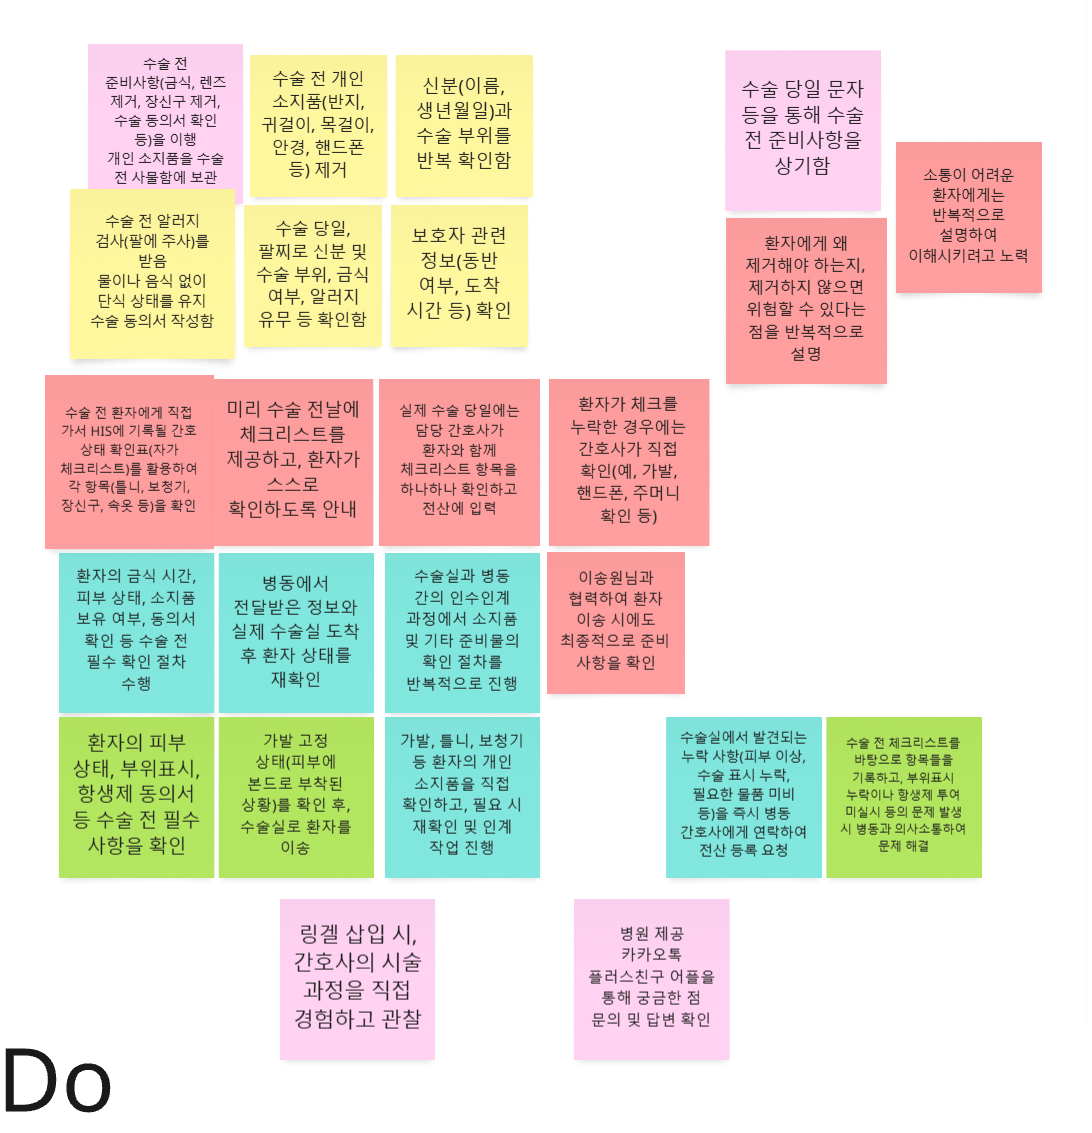 수술 전
준비사항(금식, 렌즈
제거, 장신구 제거,
수술 동의서 확인
등)을 이행
개인 소지품을 수술
전 사물함에 보관
수술 전 개인
소지품(반지,
귀걸이, 목걸이,
안경, 핸드폰
등) 제거
신분(이름,
생년월일)과
수술 부위를
반복 확인함
수술 당일 문자
등을 통해 수술
전 준비사항을
상기함
소통이 어려운
환자에게는
반복적으로
설명하여
이해시키려고 노력
수술 전 알러지
검사(팔에 주사)를
받음
물이나 음식 없이
단식 상태를 유지
수술 동의서 작성함
수술 당일,
팔찌로 신분 및
수술 부위, 금식
여부, 알러지
유무 등 확인함
보호자 관련
정보(동반
여부, 도착
시간 등) 확인
환자에게 왜
제거해야 하는지,
제거하지 않으면
위험할 수 있다는
점을 반복적으로
설명
수술 전 환자에게 직접
가서 HIS에 기록될 간호
상태 확인표(자가
체크리스트)를 활용하여
각 항목(틀니, 보청기,
장신구, 속옷 등)을 확인
미리 수술 전날에
체크리스트를
제공하고, 환자가
스스로
확인하도록 안내
실제 수술 당일에는
담당 간호사가
환자와 함께
체크리스트 항목을
하나하나 확인하고
전산에 입력
환자가 체크를
누락한 경우에는
간호사가 직접
확인(예, 가발,
핸드폰, 주머니
확인 등)
환자의 금식 시간,
피부 상태, 소지품
보유 여부, 동의서
확인 등 수술 전
필수 확인 절차
수행
병동에서
전달받은 정보와
실제 수술실 도착
후 환자 상태를
재확인
수술실과 병동
간의 인수인계
과정에서 소지품
및 기타 준비물의
확인 절차를
반복적으로 진행
이송원님과
협력하여 환자
이송 시에도
최종적으로 준비
사항을 확인
환자의 피부
상태, 부위표시,
항생제 동의서
등 수술 전 필수
사항을 확인
가발 고정
상태(피부에
본드로 부착된
상황)를 확인 후,
수술실로 환자를
이송
가발, 틀니, 보청기
등 환자의 개인
소지품을 직접
확인하고, 필요 시
재확인 및 인계
작업 진행
수술실에서 발견되는
누락 사항(피부 이상,
수술 표시 누락,
필요한 물품 미비
등)을 즉시 병동
간호사에게 연락하여
전산 등록 요청
수술 전 체크리스트를
바탕으로 항목들을
기록하고, 부위표시
누락이나 항생제 투여
미실시 등의 문제 발생
시 병동과 의사소통하여
문제 해결
링겔 삽입 시,
간호사의 시술
과정을 직접
경험하고 관찰
병원 제공
카카오톡
플러스친구 어플을
통해 궁금한 점
문의 및 답변 확인
Do